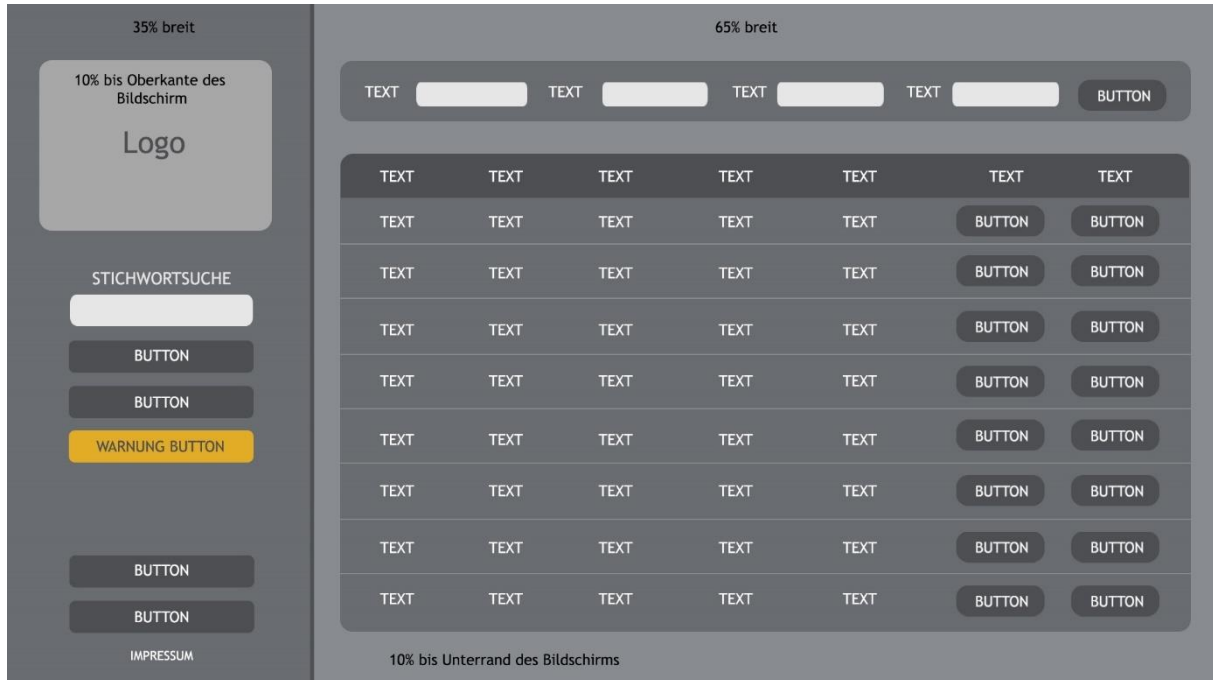 35% breit
10% bis Oberkante des
Bildschirm
Logo
STICHWORTSUCHE
BUTTON
BUTTON
WARNUNG BUTTON
BUTTON
BUTTON
IMPRESSUM
65% breit
TEXT TEXT TEXT TEXT BUTTON
TEXT TEXT TEXT TEXT TEXT TEXT TEXT
TEXT TEXT TEXT TEXT TEXT BUTTON BUTTON
TEXT TEXT TEXT TEXT TEXT BUTTON BUTTON
TEXT TEXT TEXT TEXT TEXT BUTTON BUTTON
TEXT TEXT TEXT TEXT TEXT BUTTON BUTTON
TEXT TEXT TEXT TEXT TEXT BUTTON BUTTON
TEXT TEXT TEXT TEXT TEXT BUTTON BUTTON
TEXT TEXT TEXT TEXT TEXT BUTTON BUTTON
TEXT TEXT TEXT TEXT TEXT BUTTON BUTTON
10% bis Unterrand des Bildschirms